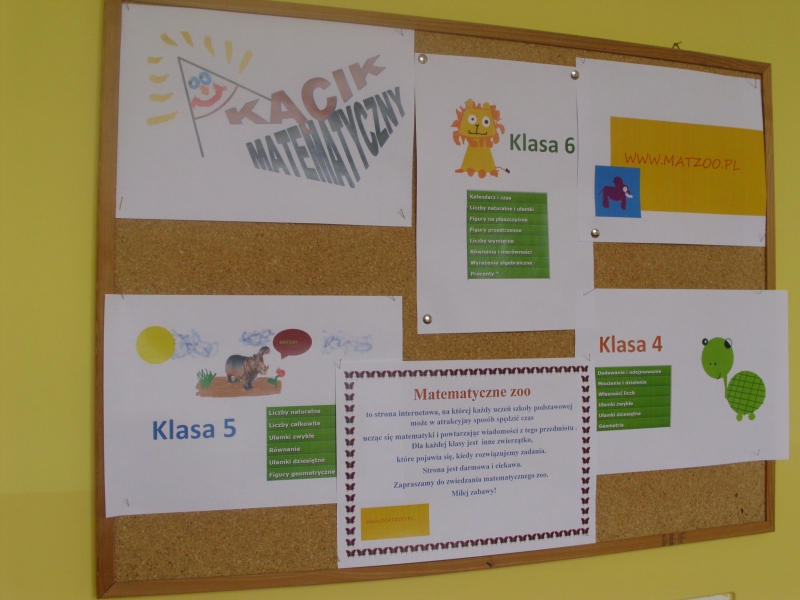 KĄCIK
MATEMATYCZNY
Klasa 6
Kalendarz i czas
Liczby naturalne i ułamki
Figury na płaszczyźnie
Figury przestrzenne
Liczby wymierne
Równania i nierówności
Wyrażenia algebraiczne
Procenty *
WWW.MATZOO.PL
Klasa 5
Liczby naturalne
Liczby całkowite
Ułamki zwykłe
Równania
Ułamki dziesiętne
Figury geometryczne
Klasa 4
Dodawanie i odejmowanie
Mnożenie i dzielenie
Własności liczb
Ułamki zwykłe
Ułamki dziesiętne
Geometria
Matematyczne zoo
to strona internetowa, na której każdy uczeń szkoły podstawowej
może w atrakcyjny sposób spędzić czas
ucząc się matematyki i powtarzając wiadomości z tego przedmiotu .
Dla każdej klasy jest inne zwierzątko,
które pojawia się, kiedy rozwiązujemy zadania.
Strona jest darmowa i ciekawa.
Zapraszamy do zwiedzania matematycznego zoo.
Miłej zabawy!
WWW.MATZOO.PL